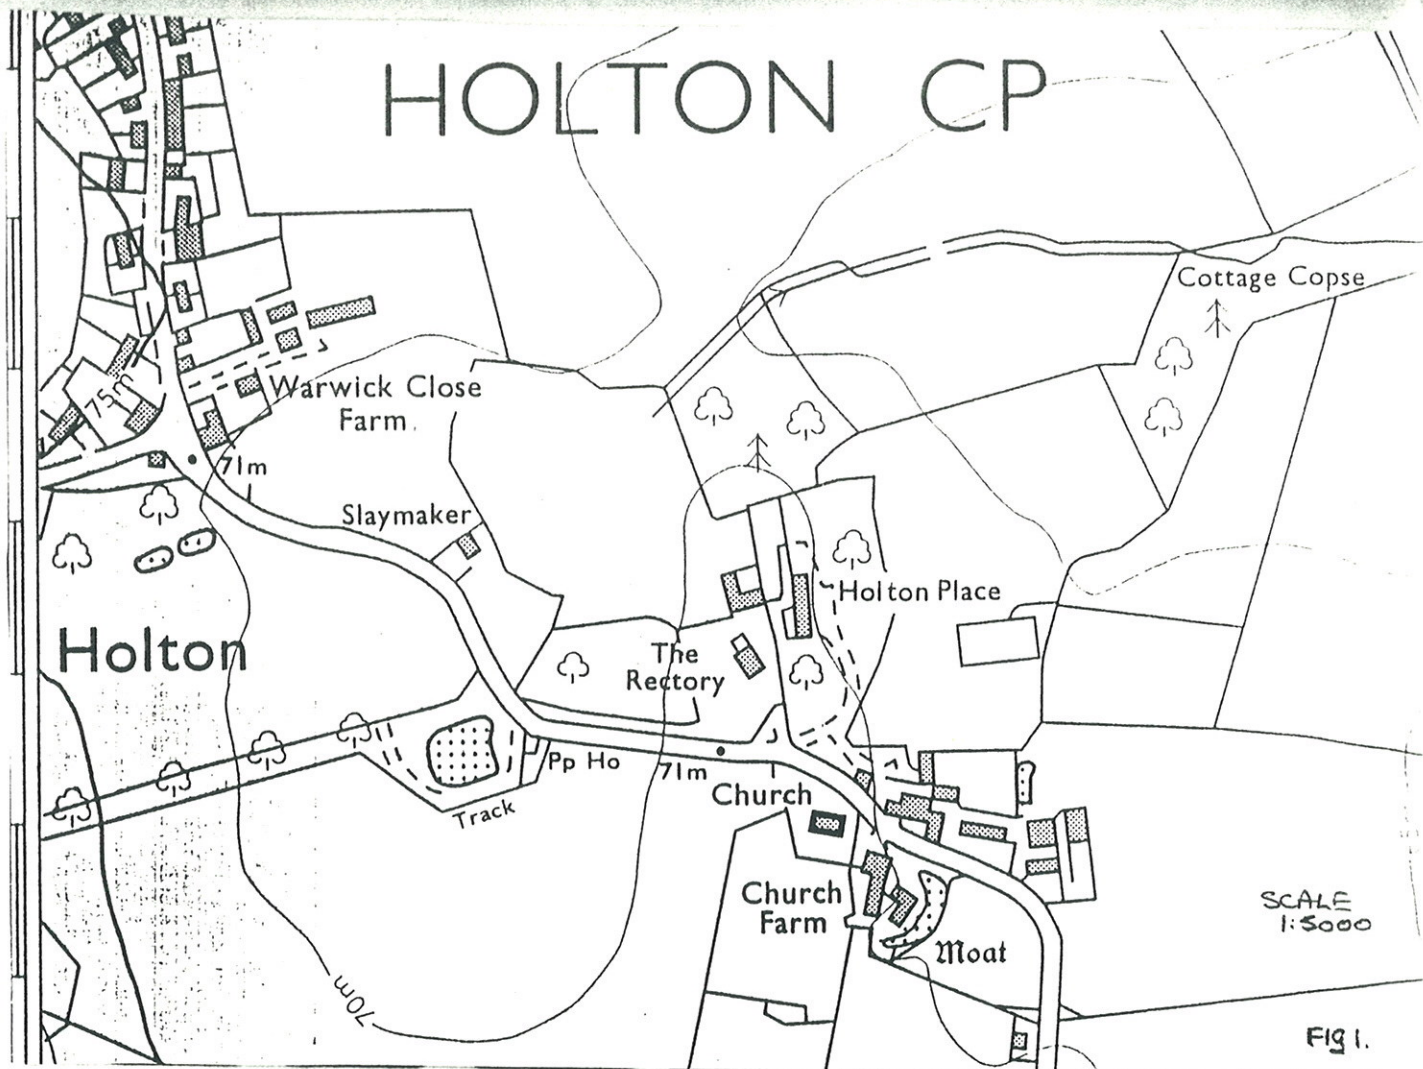 HOLTON CP
Cottage Copse
75m
Warwick Close
Farm.
71m
Slaymaker
Holton Place
Holton
The
Rectory
Pp Ho
71m
Church
Track
Church
Farm
Moat
SCALE
1:5000
70m
FIg 1.